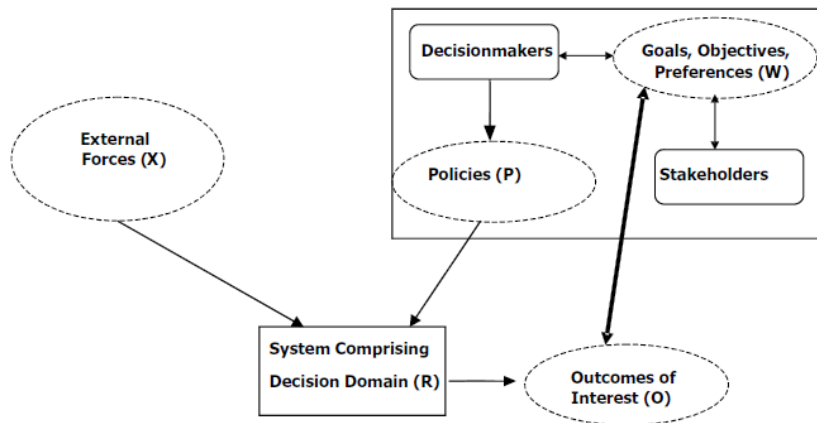 Decisionmakers
Goals, Objectives,
Preferences (W)
External
Forces (X)
Policies (P)
Stakeholders
System Comprising
Decision Domain (R)
Outcomes of
Interest (O)